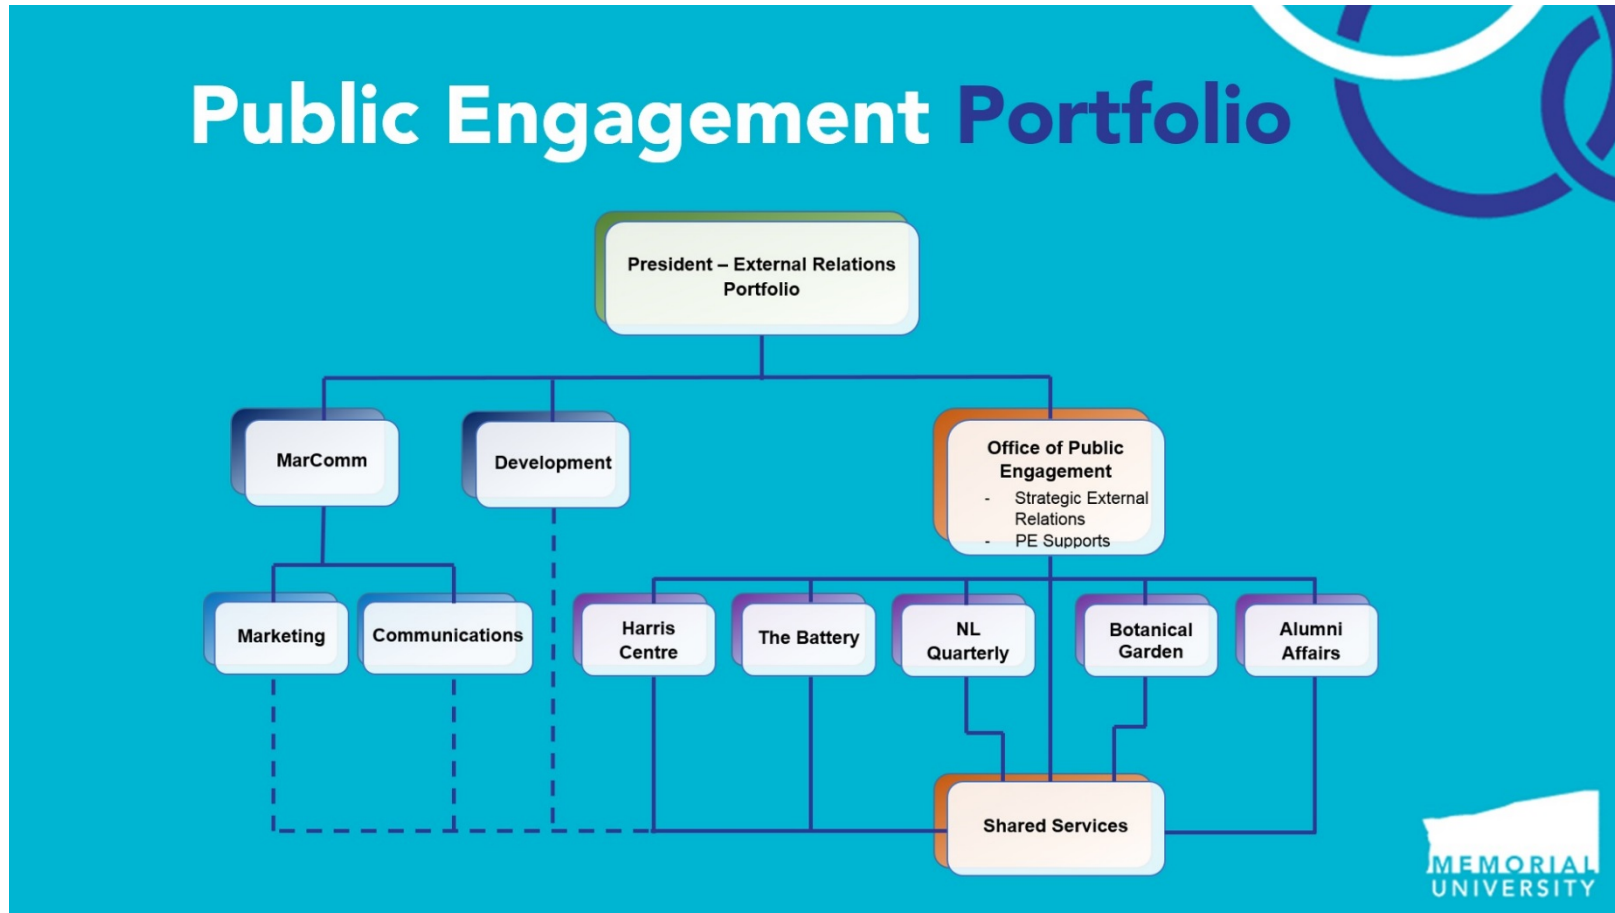 Public Engagement Portfolio
President – External Relations
Portfolio
MarComm
Development
Office of Public
Engagement
- Strategic External
Relations
- PE Supports
Marketing
Communications
Harris
Centre
The Battery
NL
Quarterly
Botanical
Garden
Alumni
Affairs
Shared Services
MEMORIAL
UNIVERSITY